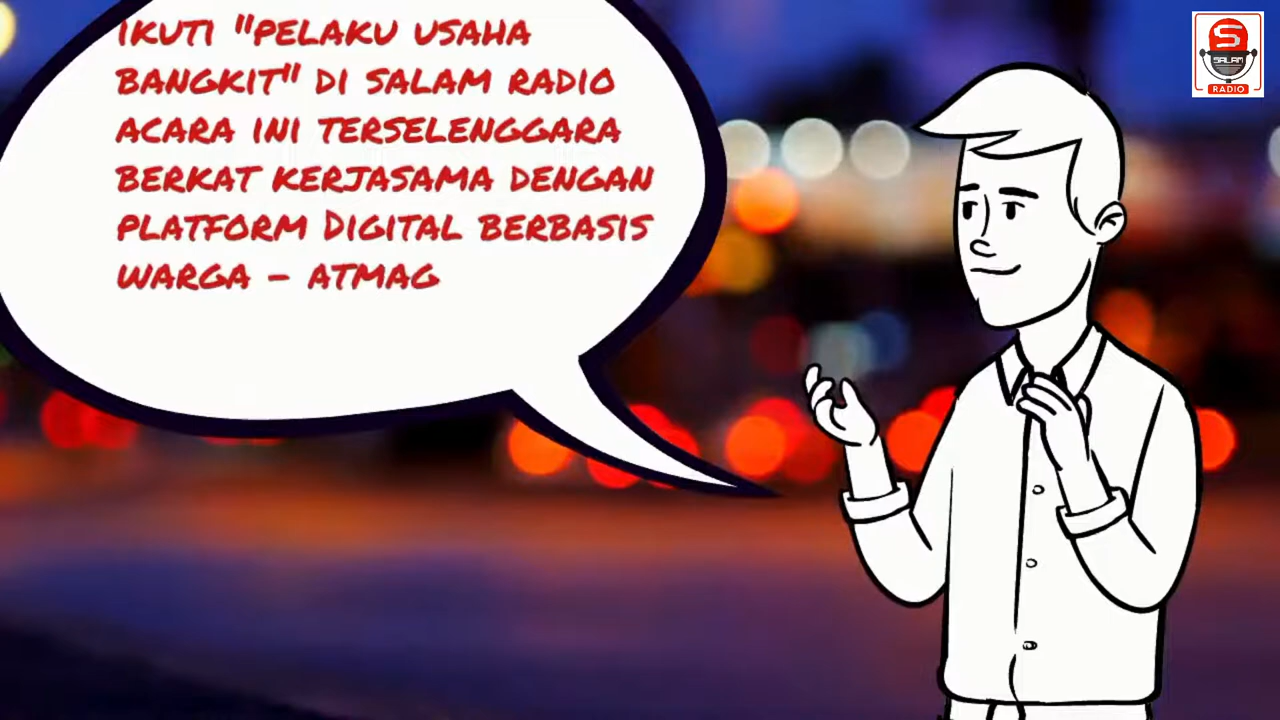 IKUTI "PELAKU USAHA
BANGKIT" DI SALAM RADIO
ACARA INI TERSELENGGARA
BERKAT KERJASAMA DENGAN
PLATFORM DIGITAL BERBASIS
WARGA - ATMAG
S
SALAM
RADIO